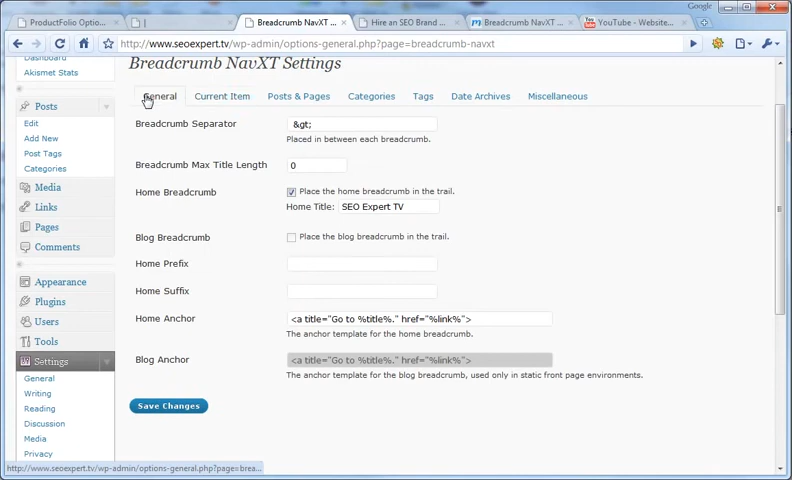 ProductFolio Optio...
Breadcrumb NavXT ...
Hire an SEO Brand ...
Breadcrumb NavXT ...
YouTube - Website...
Google
http://www.seoexpert.tv/wp-admin/options-general.php?page=breadcrumb-navxt
Dashboard
Akismet Stats
Posts
Edit
Add New
Post Tags
Categories
Media
Links
Pages
Comments
Appearance
Plugins
Users
Tools
Settings
General
Writing
Reading
Discussion
Media
Privacy
Breadcrumb NavXT Settings
General
Current Item
Posts & Pages
Categories
Tags
Date Archives
Miscellaneous
Breadcrumb Separator
&gt;
Placed in between each breadcrumb.
Breadcrumb Max Title Length
0
Home Breadcrumb
Place the home breadcrumb in the trail.
Home Title: SEO Expert TV
Blog Breadcrumb
Place the blog breadcrumb in the trail.
Home Prefix
Home Suffix
Home Anchor
<a title="Go to %title%." href="%link%">
The anchor template for the home breadcrumb.
Blog Anchor
<a title="Go to %title%." href="%link%">
The anchor template for the blog breadcrumb, used only in static front page environments.
Save Changes
http://www.seoexpert.tv/wp-admin/options-general.php?page=brea...